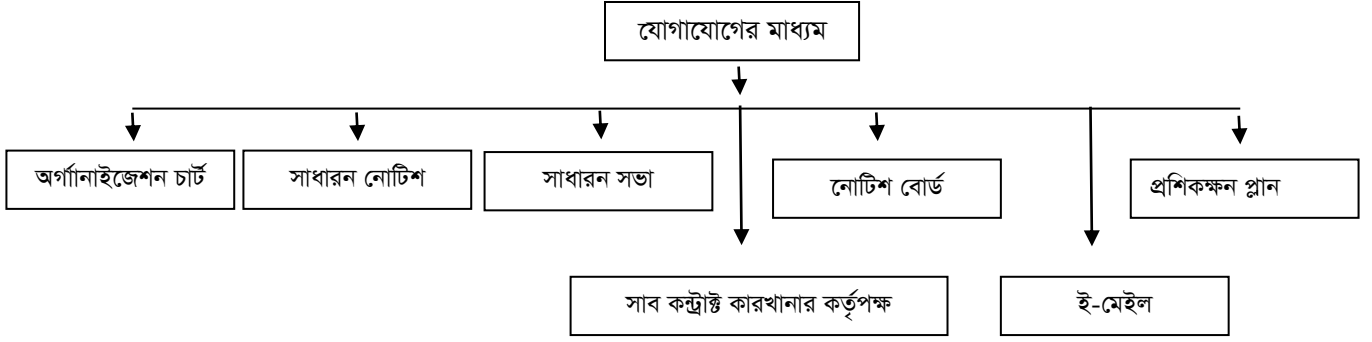 যোগাযোগের মাধ্যম
অর্গাানাইজেশন চার্ট
সাধারন নোটিশ
সাধারন সভা
নোটিশ বোর্ড
প্রশিকক্ষন প্লান
সাব কন্ট্রাক্ট কারখানার কর্তৃপক্ষ
ই-মেইল